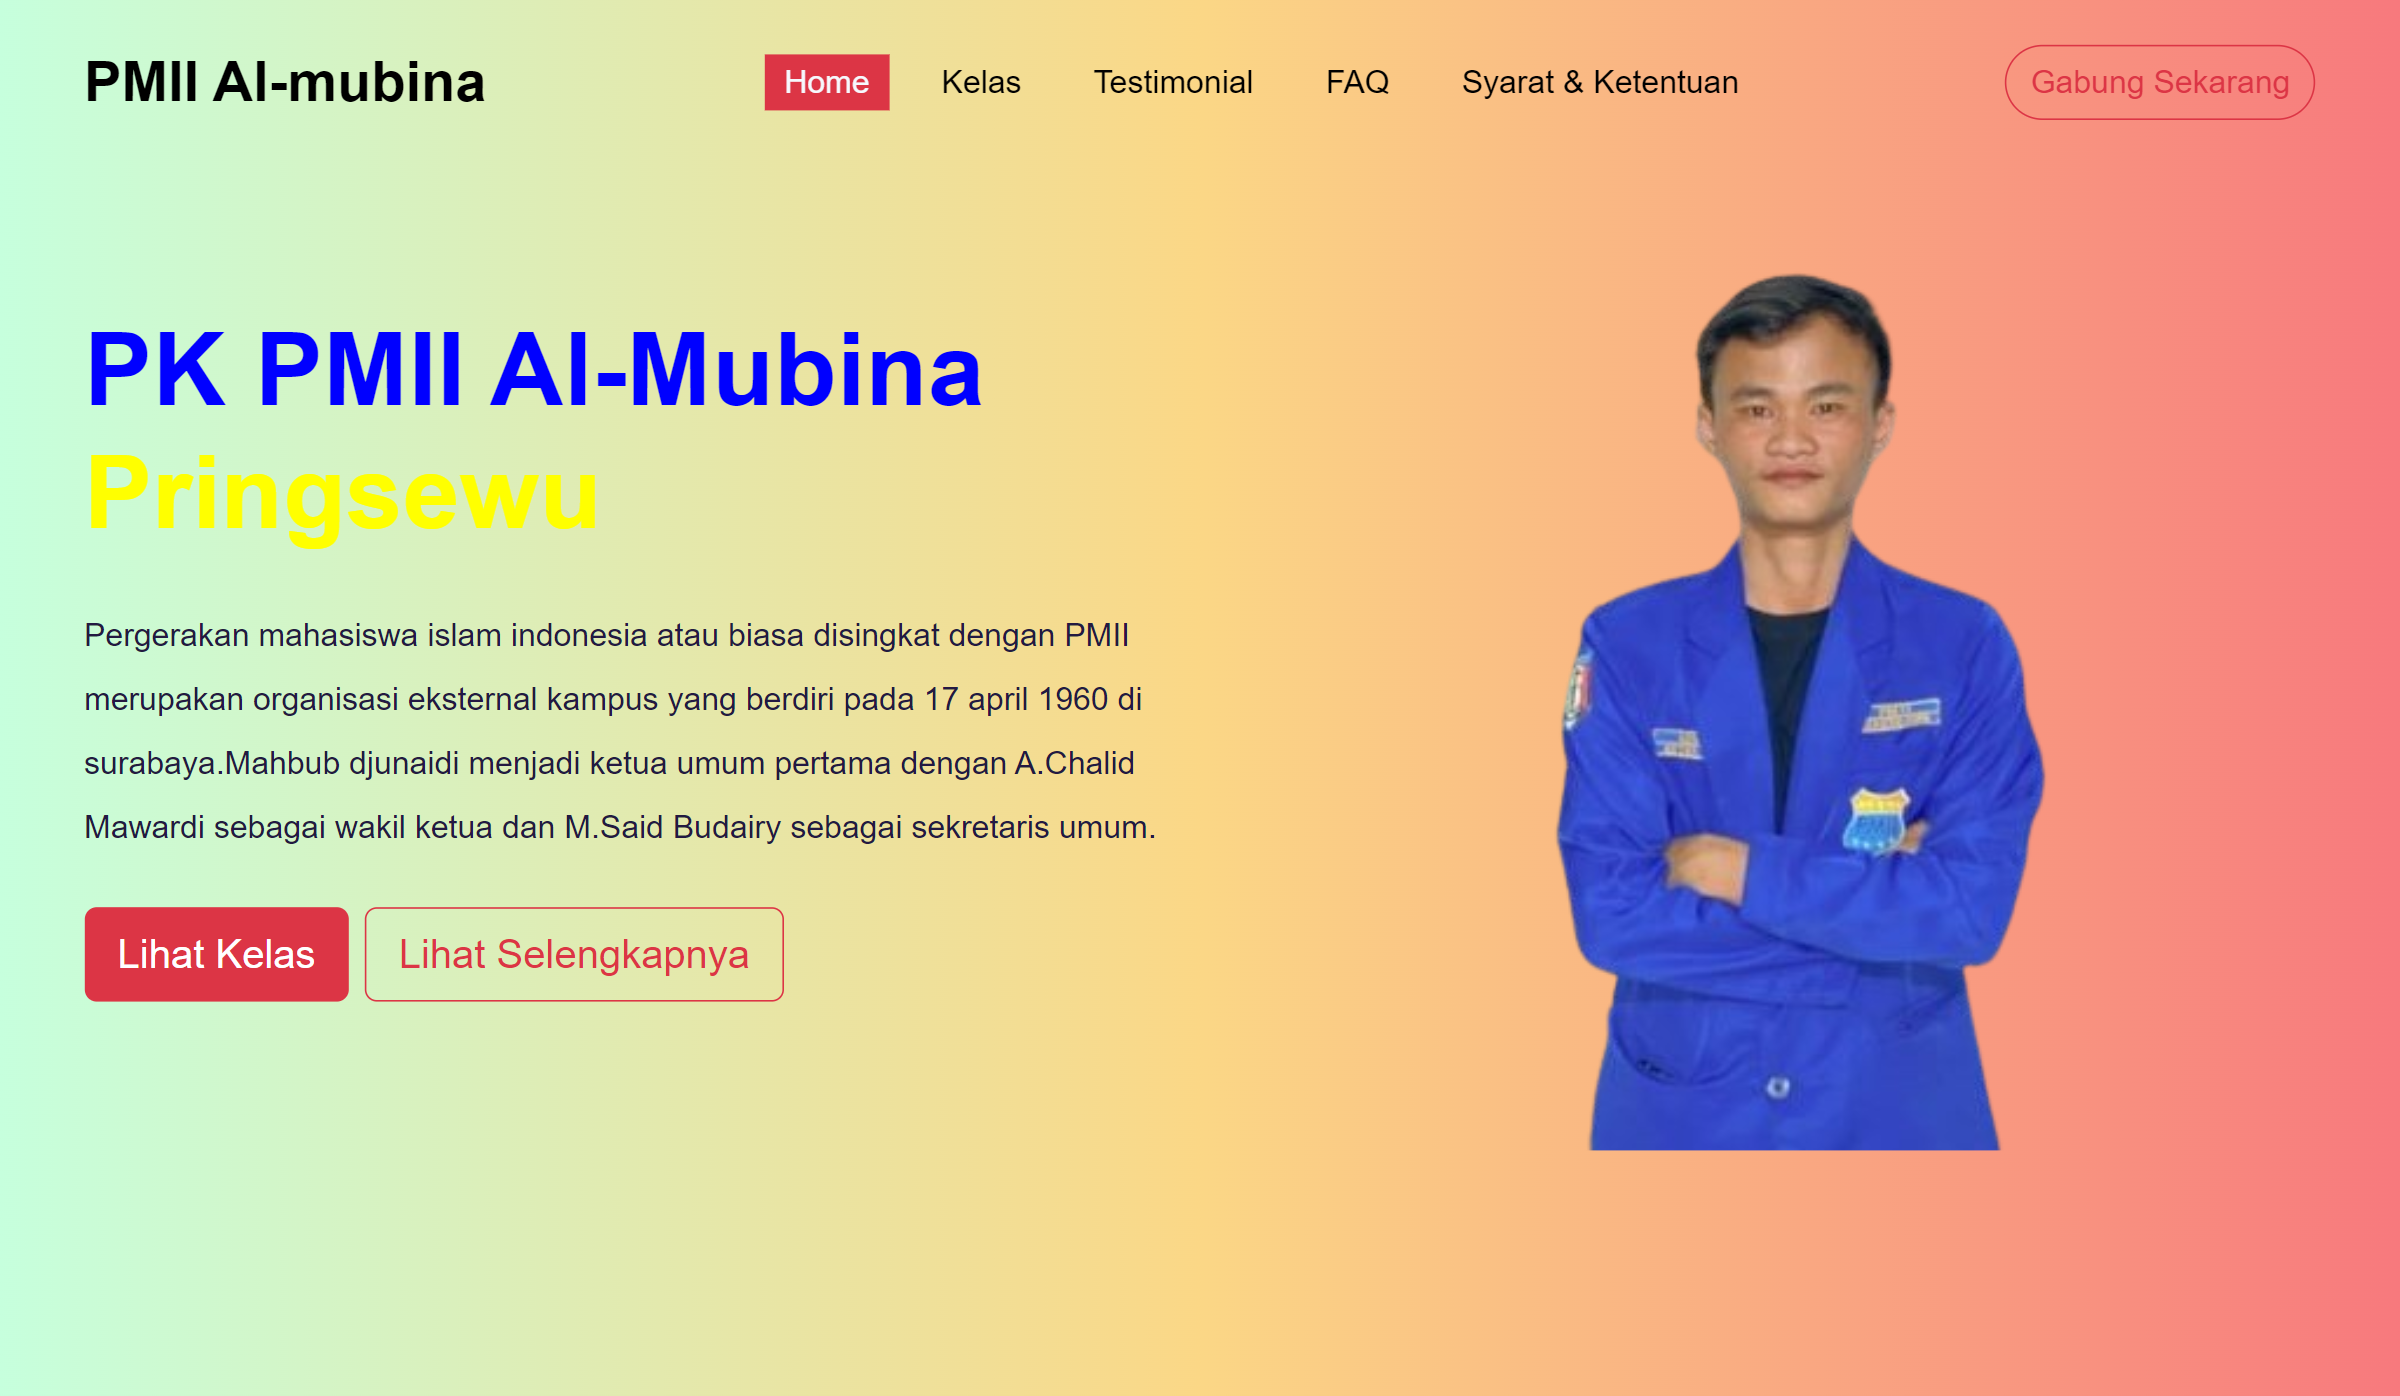 PMII Al-mubina
Home
Kelas
Testimonial
FAQ
Syarat & Ketentuan
Gabung Sekarang
PK PMII Al-Mubina
Pringsewu
Pergerakan mahasiswa islam indonesia atau biasa disingkat dengan PMII
merupakan organisasi eksternal kampus yang berdiri pada 17 april 1960 di
surabaya.Mahbub djunaidi menjadi ketua umum pertama dengan A.Chalid
Mawardi sebagai wakil ketua dan M.Said Budairy sebagai sekretaris umum.
Lihat Kelas
Lihat Selengkapnya
PMII